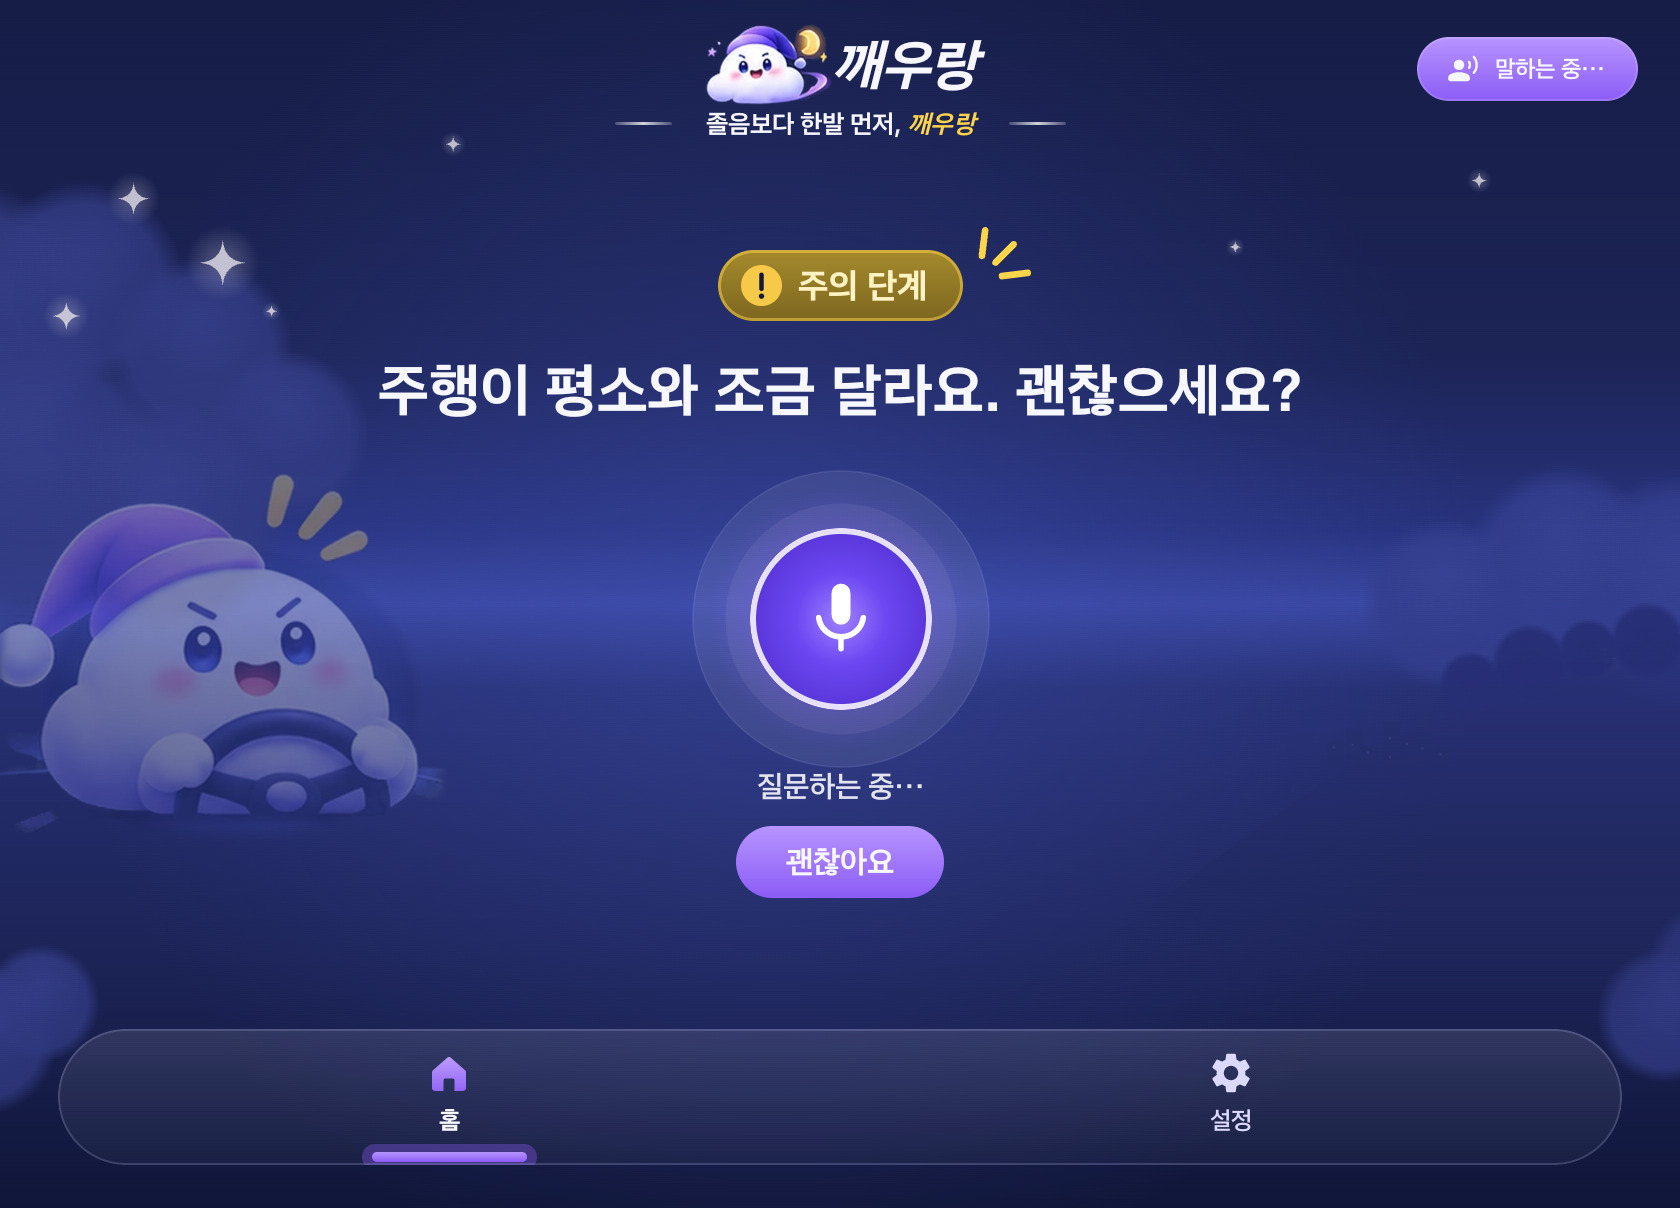 깨우랑
말하는 중···
졸음보다 한발 먼저, 깨우랑
주의 단계
주행이 평소와 조금 달라요. 괜찮으세요?
질문하는 중···
괜찮아요
홈
설정